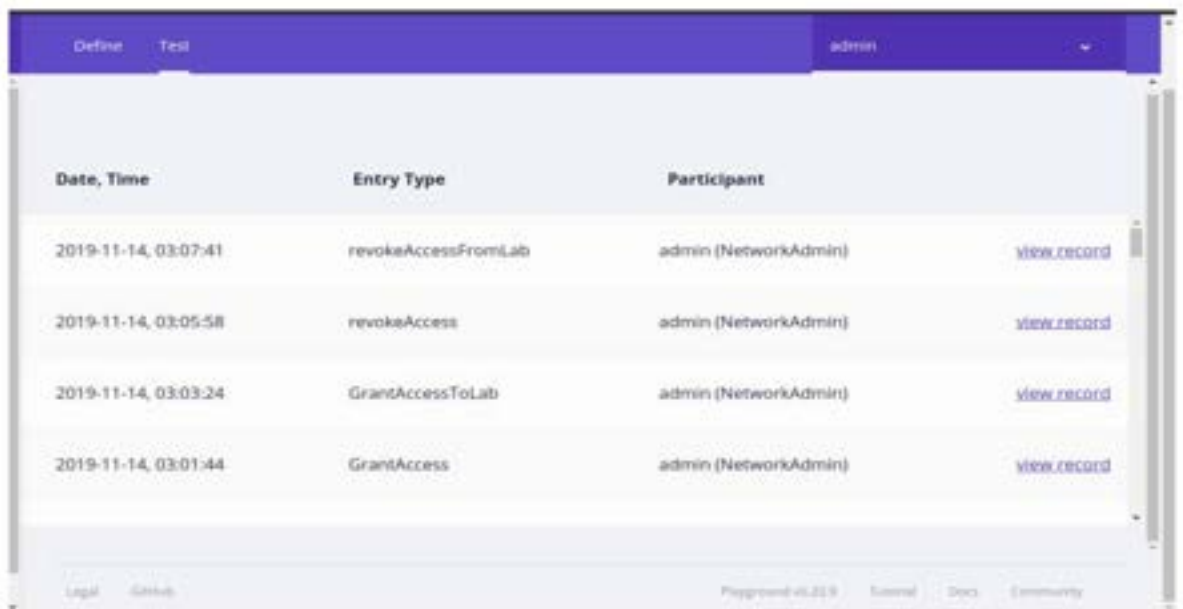 Define Test admin
Date, Time Entry Type Participant
2019-11-14, 03:07:41 revokeAccessFromLab admin (NetworkAdmin) view record
2019-11-14, 03:05:58 revokeAccess admin (NetworkAdmin) view record
2019-11-14, 03:03:24 GrantAccessToLab admin (NetworkAdmin) view record
2019-11-14, 03:01:44 GrantAccess admin (NetworkAdmin) view record
Legal GitHub Playground Tutorial Docs Community